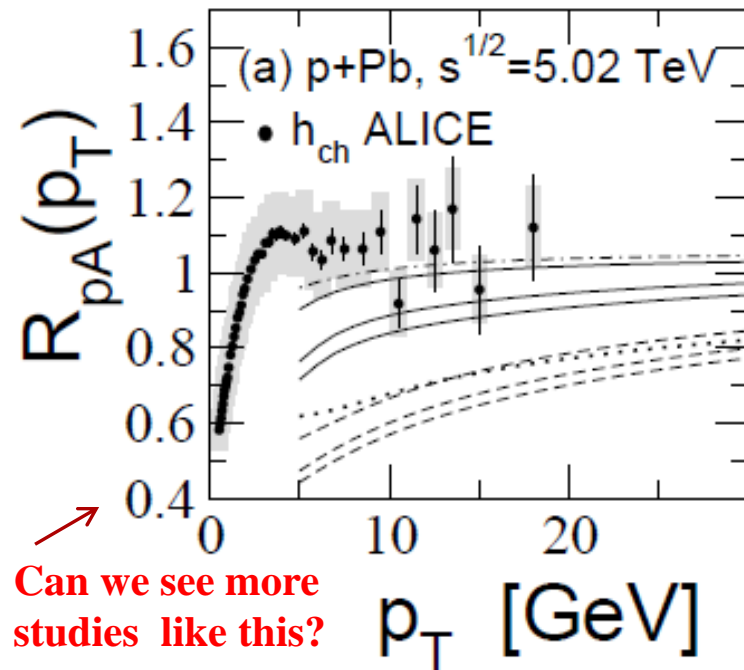 1.6
(a) p+Pb, s^1/2=5.02 TeV
1.4
h_ch ALICE
1.2
1
0.8
0.6
0.4
R_pA(p_T)
0 10 20
p_T [GeV]
Can we see more
studies like this?